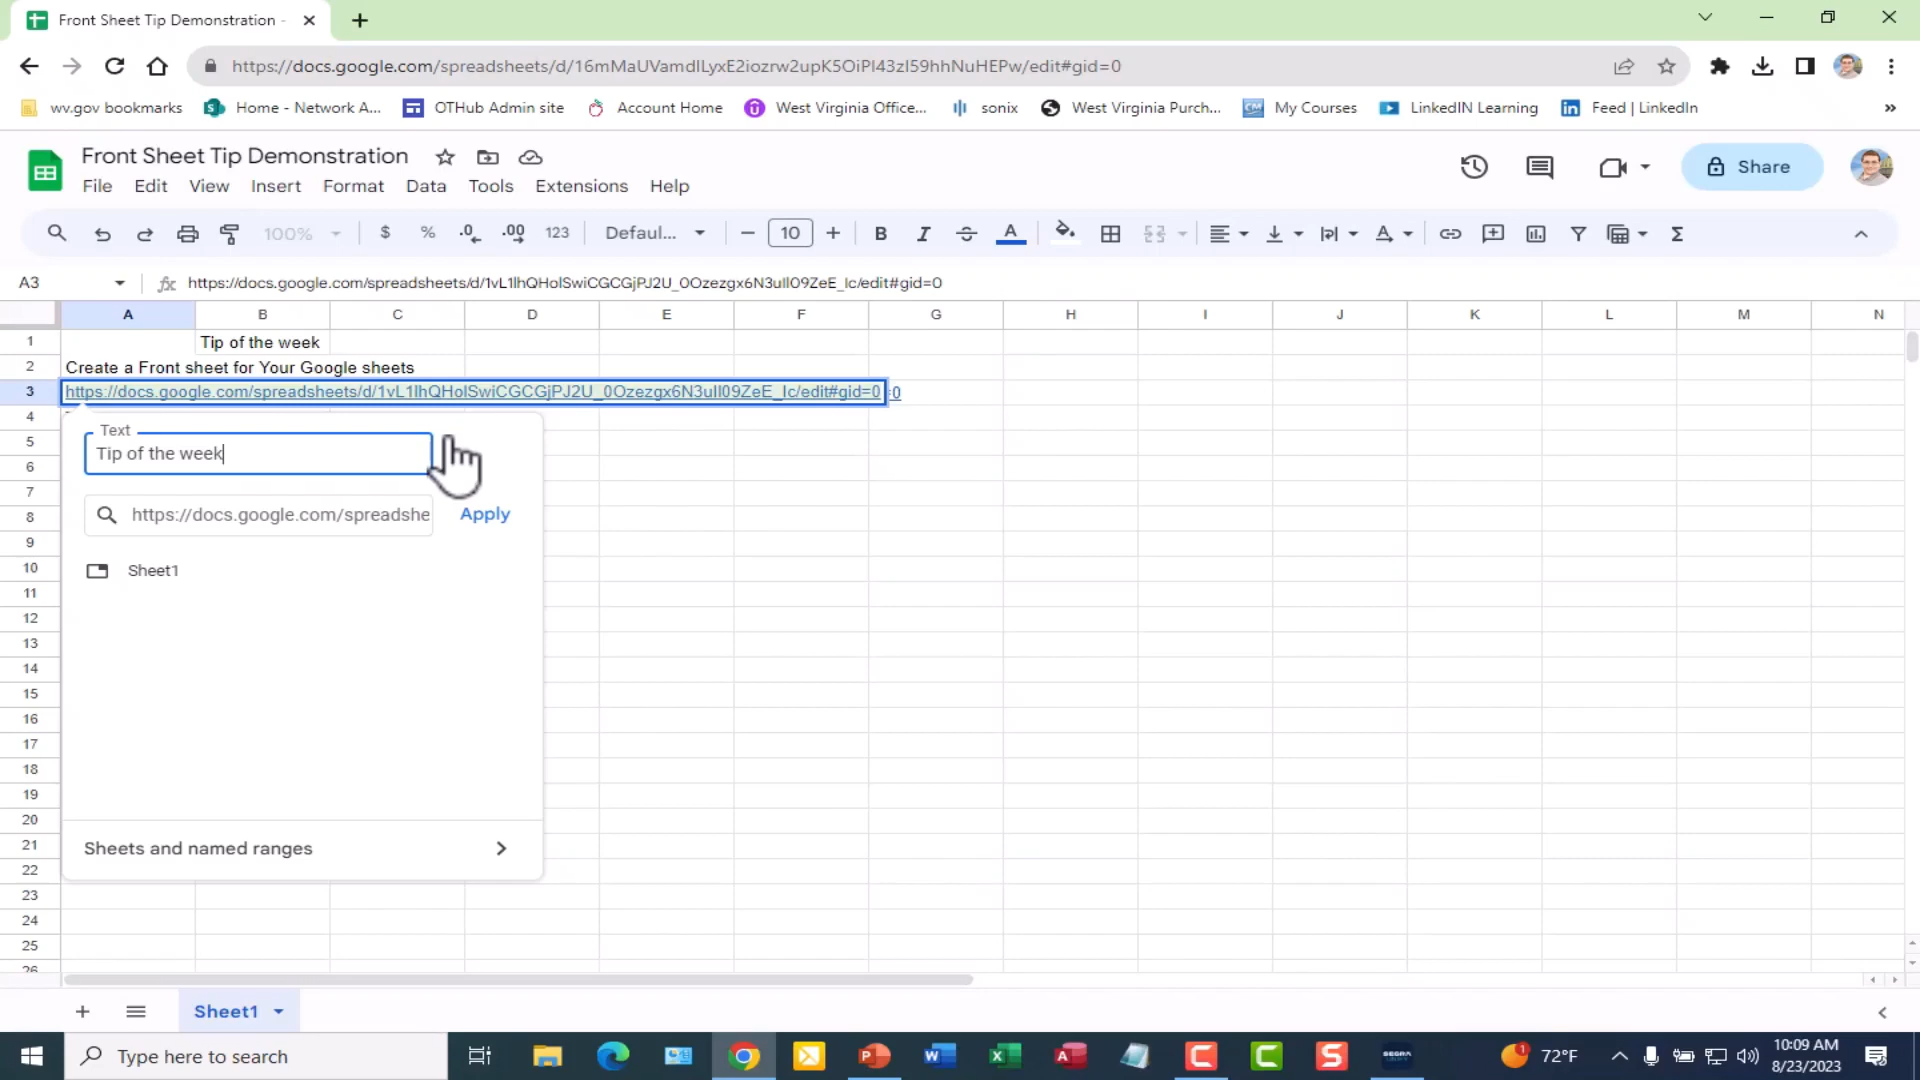 Front Sheet Tip Demonstration -
https://docs.google.com/spreadsheets/d/16mMaUVamdlLyxE2iozrw2upK5OiPl43zI59hhNuHEPw/edit#gid=0
wv.gov bookmarks Home - Network A... OTHub Admin site Account Home West Virginia Office... sonix West Virginia Purch... CM My Courses LinkedIN Learning Feed | LinkedIn
Front Sheet Tip Demonstration
File Edit View Insert Format Data Tools Extensions Help
Share
100% $ % .0 .00 123 Defaul... 10 B I A
A3 fx https://docs.google.com/spreadsheets/d/1vL1lhQHolSwiCGCGjPJ2U_0Ozezgx6N3uIl09ZeE_Ic/edit#gid=0
A B C D E F G H I J K L M N
1 Tip of the week
2 Create a Front sheet for Your Google sheets
3 https://docs.google.com/spreadsheets/d/1vL1lhQHolSwiCGCGjPJ2U_0Ozezgx6N3uIl09ZeE_Ic/edit#gid=0 :0
4
Text
5 Tip of the week
6
7
8 https://docs.google.com/spreadshe Apply
9
10 Sheet1
11
12
13
14
15
16
17
18
19
20
21 Sheets and named ranges
22
23
24
25
26
Sheet1
Type here to search
1 72°F 10:09 AM
8/23/2023